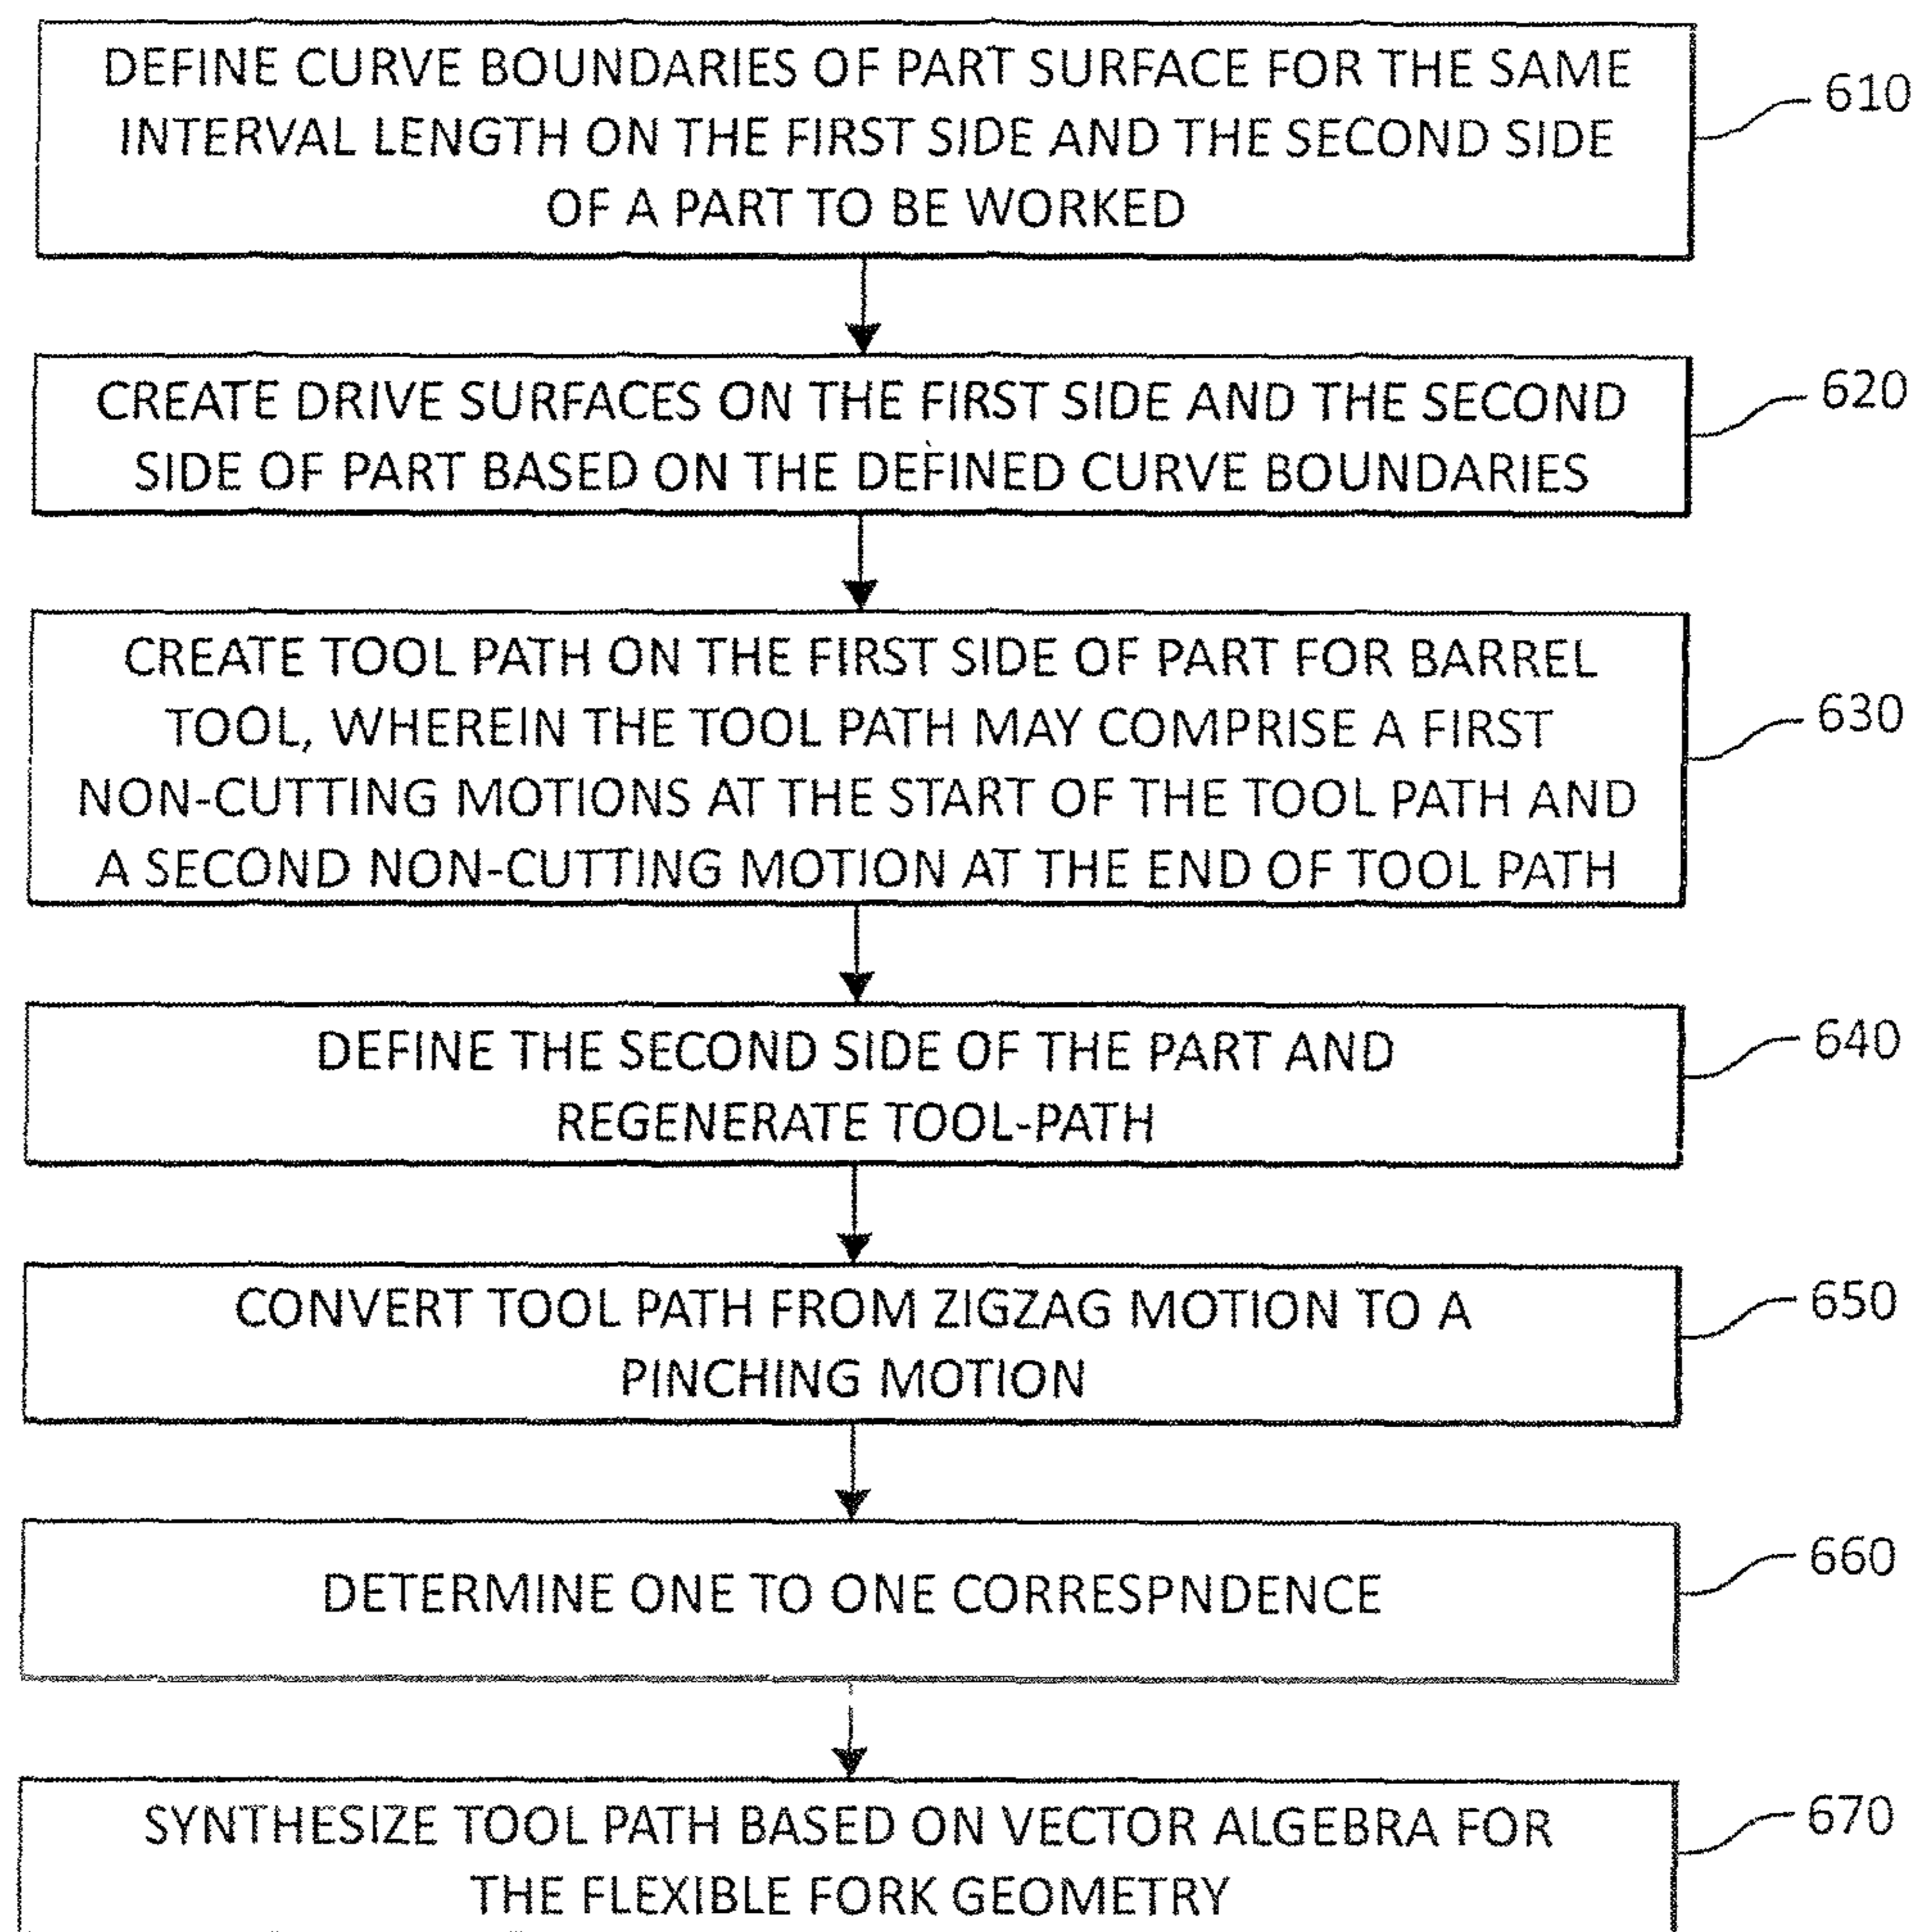 DEFINE CURVE BOUNDARIES OF PART SURFACE FOR THE SAME
INTERVAL LENGTH ON THE FIRST SIDE AND THE SECOND SIDE
OF A PART TO BE WORKED
610
CREATE DRIVE SURFACES ON THE FIRST SIDE AND THE SECOND
SIDE OF PART BASED ON THE DEFINED CURVE BOUNDARIES
620
CREATE TOOL PATH ON THE FIRST SIDE OF PART FOR BARREL
TOOL, WHEREIN THE TOOL PATH MAY COMPRISE A FIRST
NON-CUTTING MOTIONS AT THE START OF THE TOOL PATH AND
A SECOND NON-CUTTING MOTION AT THE END OF TOOL PATH
630
DEFINE THE SECOND SIDE OF THE PART AND
REGENERATE TOOL-PATH
640
CONVERT TOOL PATH FROM ZIGZAG MOTION TO A
PINCHING MOTION
650
DETERMINE ONE TO ONE CORRESPNDENCE
660
SYNTHESIZE TOOL PATH BASED ON VECTOR ALGEBRA FOR
THE FLEXIBLE FORK GEOMETRY
670